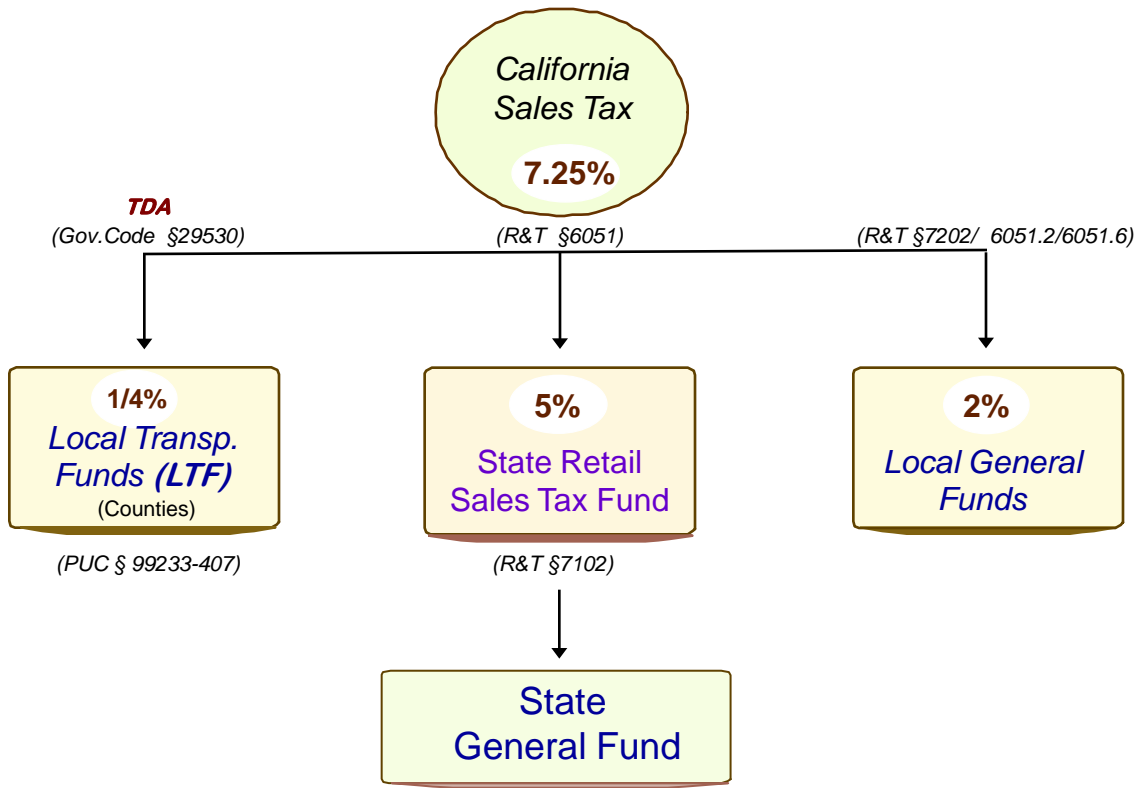 California
Sales Tax
7.25%
TDA
(Gov.Code §29530)
(R&T §6051)
(R&T §7202/ 6051.2/6051.6)
1/4%
Local Transp.
Funds (LTF)
(Counties)
5%
State Retail
Sales Tax Fund
2%
Local General
Funds
(PUC § 99233-407)
(R&T §7102)
State
General Fund